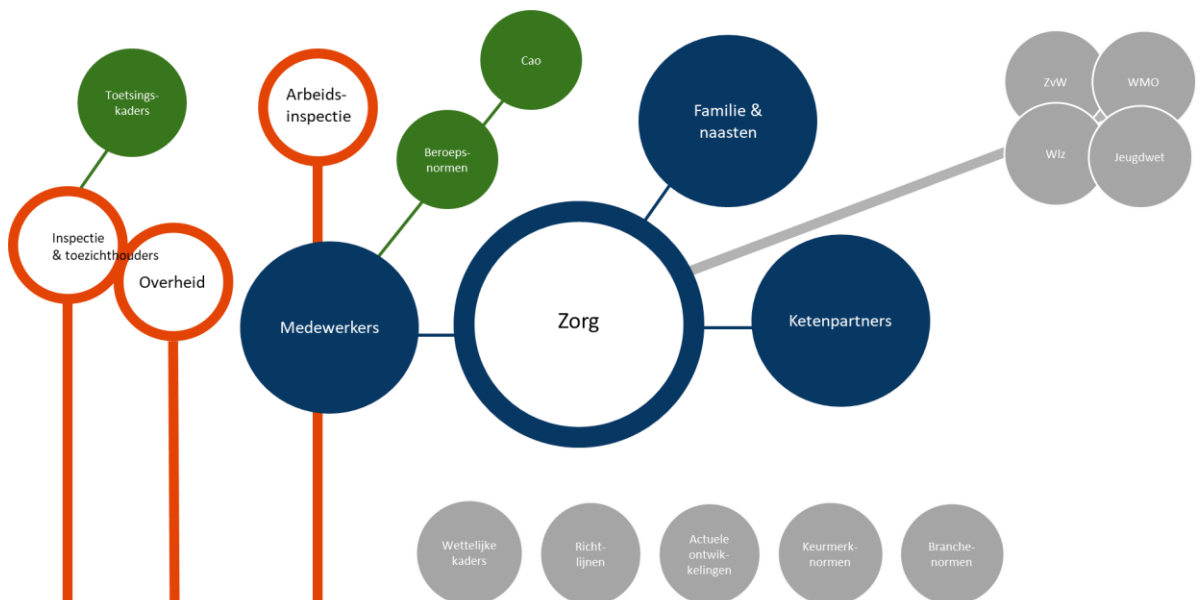 Toetsings-
kaders
Inspectie
& toezichthouders
Overheid
Arbeids-
inspectie
Cao
Beroeps-
normen
Medewerkers
Zorg
Familie &
naasten
Ketenpartners
ZvW
WMO
Wlz
Jeugdwet
Wettelijke
kaders
Richt-
lijnen
Actuele
ontwik-
kelingen
Keurmerk-
normen
Branche-
normen